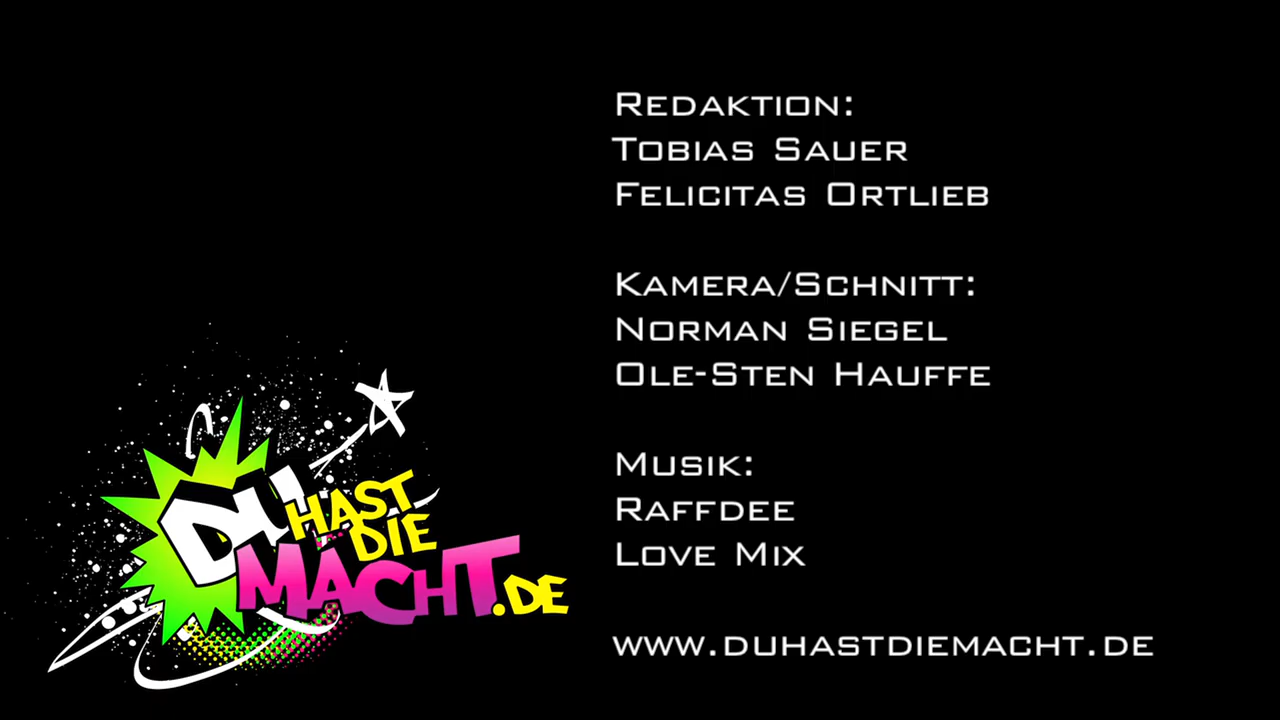 Redaktion:
Tobias Sauer
Felicitas Ortlieb
Kamera/Schnitt:
Norman Siegel
Ole-Sten Hauffe
Musik:
Raffdee
Love Mix
www.duhastdiemacht.de
DU HAST
DIE
MACHT.DE